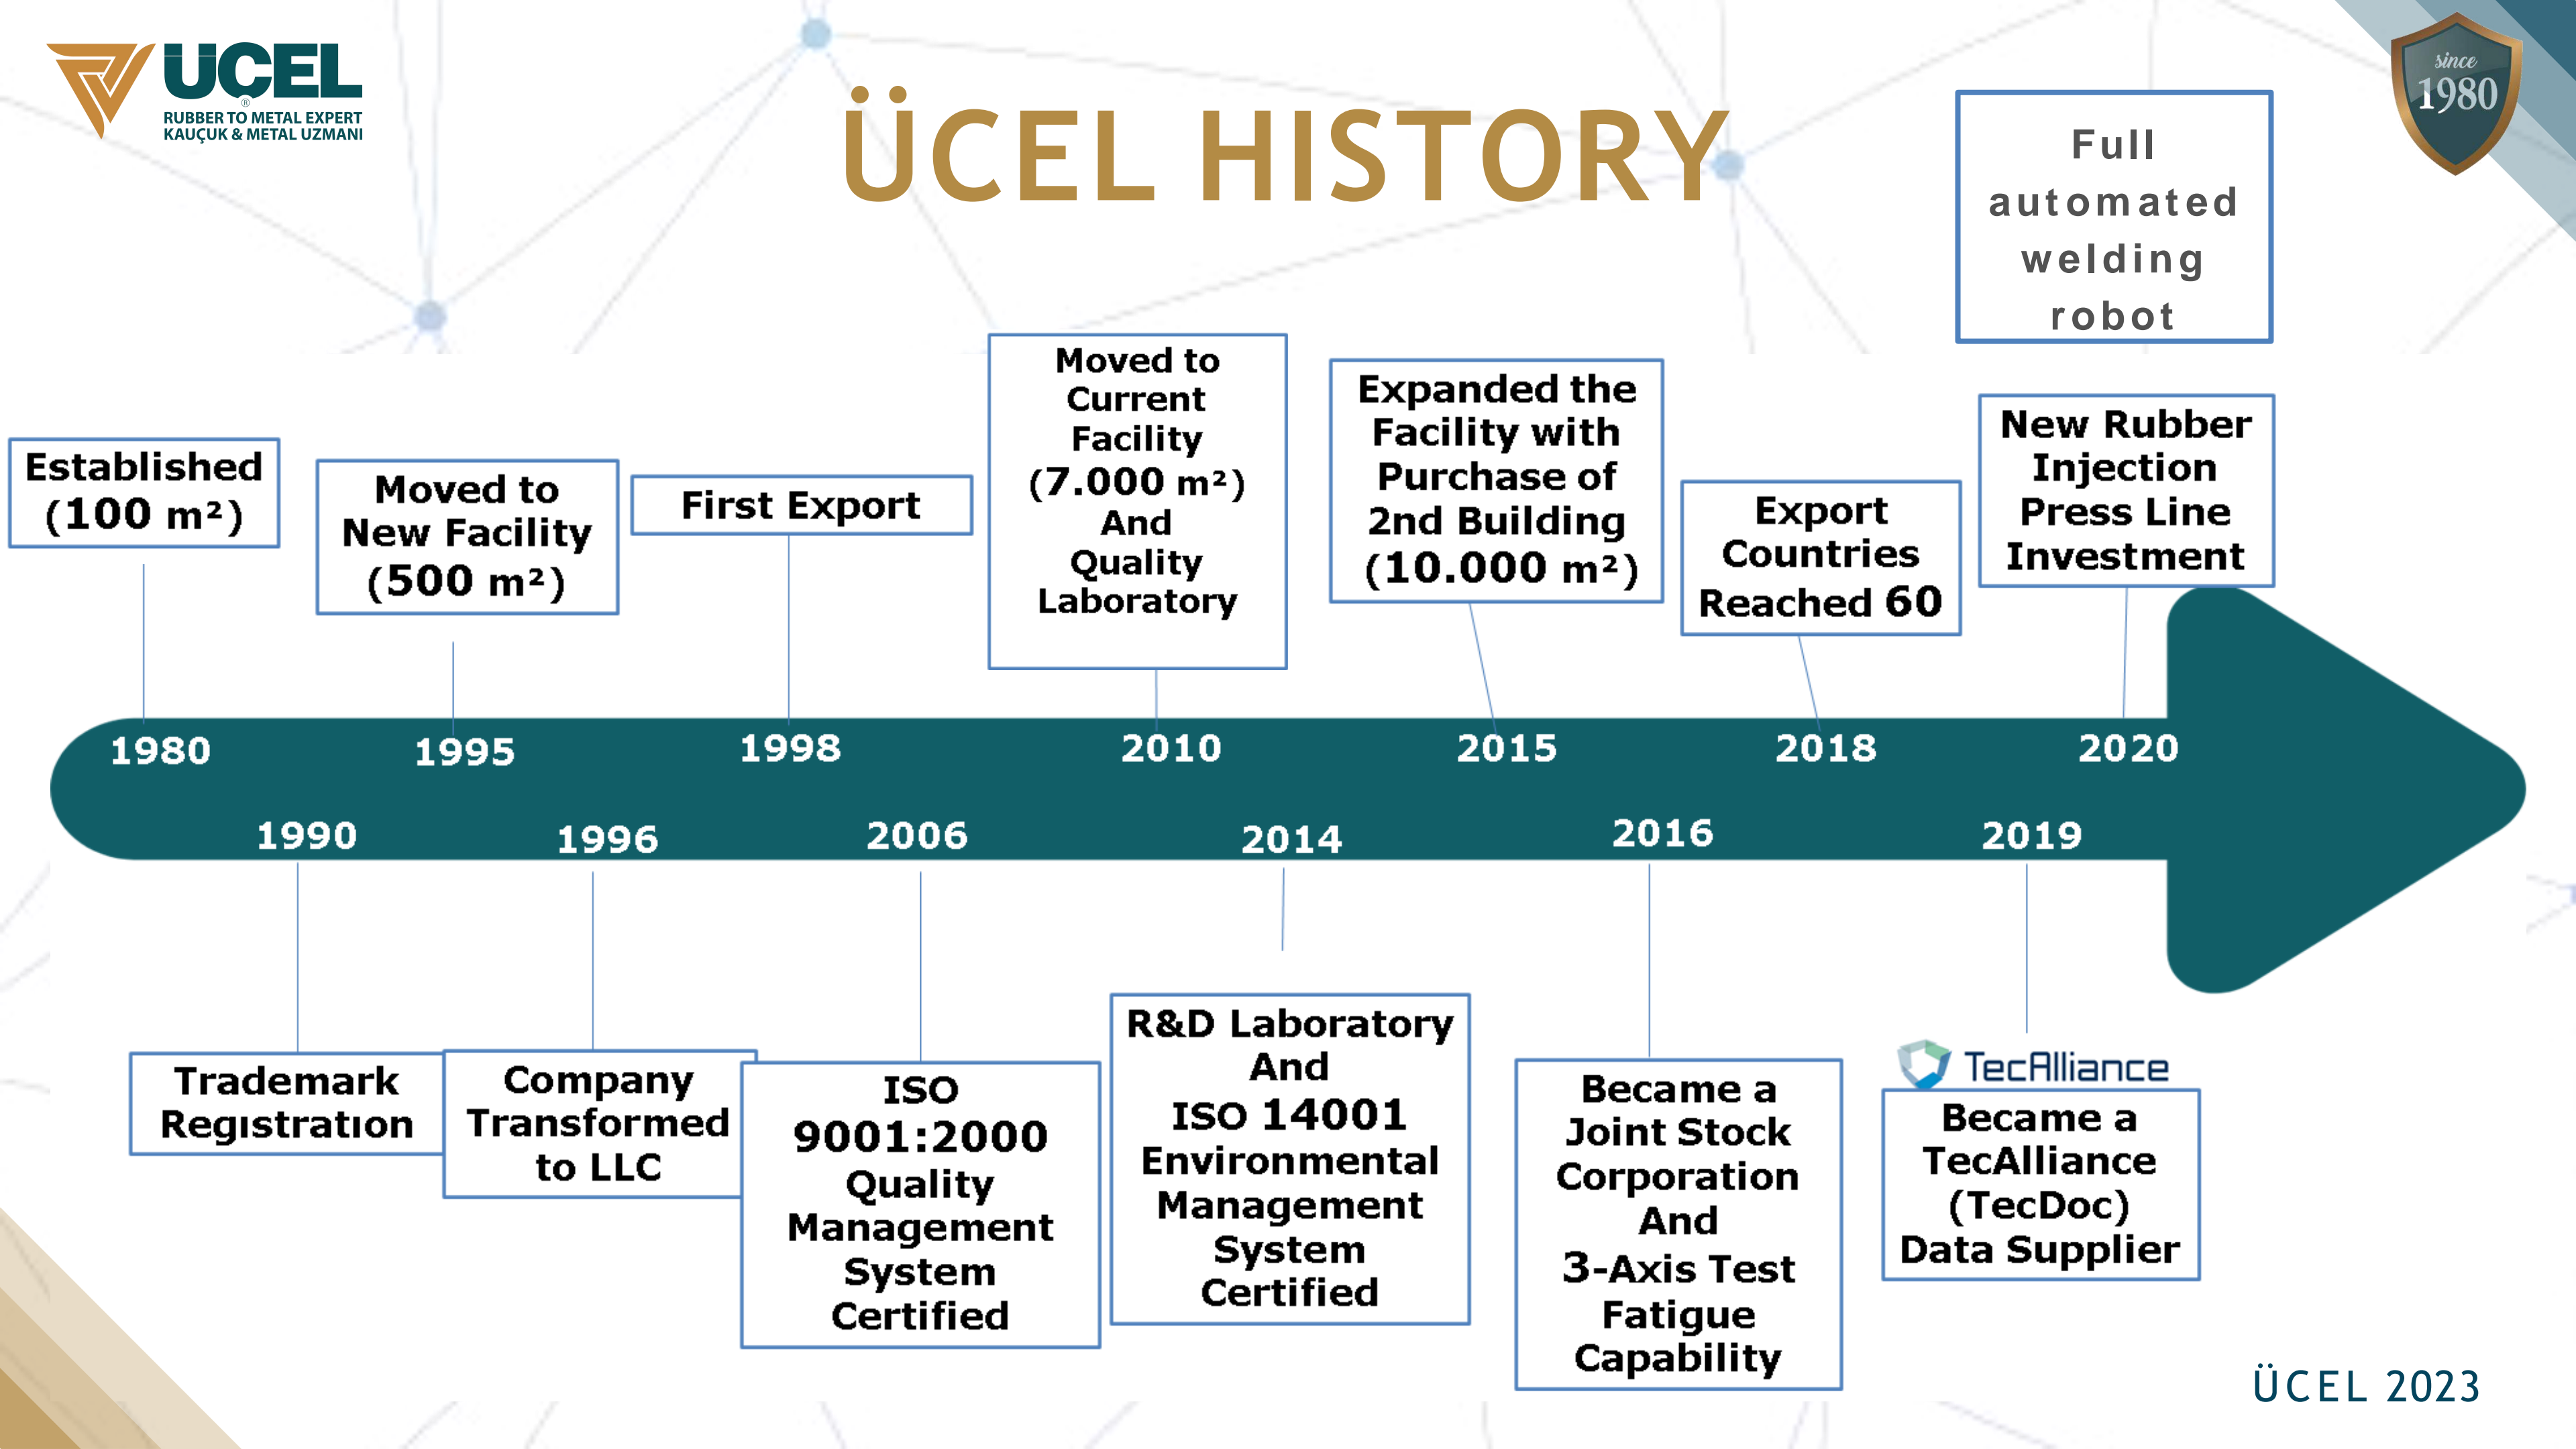 ÜCEL
®
RUBBER TO METAL EXPERT
KAUÇUK & METAL UZMANI
ÜCEL HISTORY
since
1980
Full
automated
welding
robot
Established
(100 m²)
Moved to
New Facility
(500 m²)
First Export
Moved to
Current
Facility
(7.000 m²)
And
Quality
Laboratory
Expanded the
Facility with
Purchase of
2nd Building
(10.000 m²)
Export
Countries
Reached 60
New Rubber
Injection
Press Line
Investment
1980
1995
1998
2010
2015
2018
2020
1990
1996
2006
2014
2016
2019
Trademark
Regıstratıon
Company
Transformed
to LLC
ISO
9001:2000
Quality
Management
System
Certified
R&D Laboratory
And
ISO 14001
Environmental
Management
System
Certified
Became a
Joint Stock
Corporation
And
3-Axis Test
Fatigue
Capability
TecAlliance
Became a
TecAlliance
(TecDoc)
Data Supplier
ÜCEL 2023